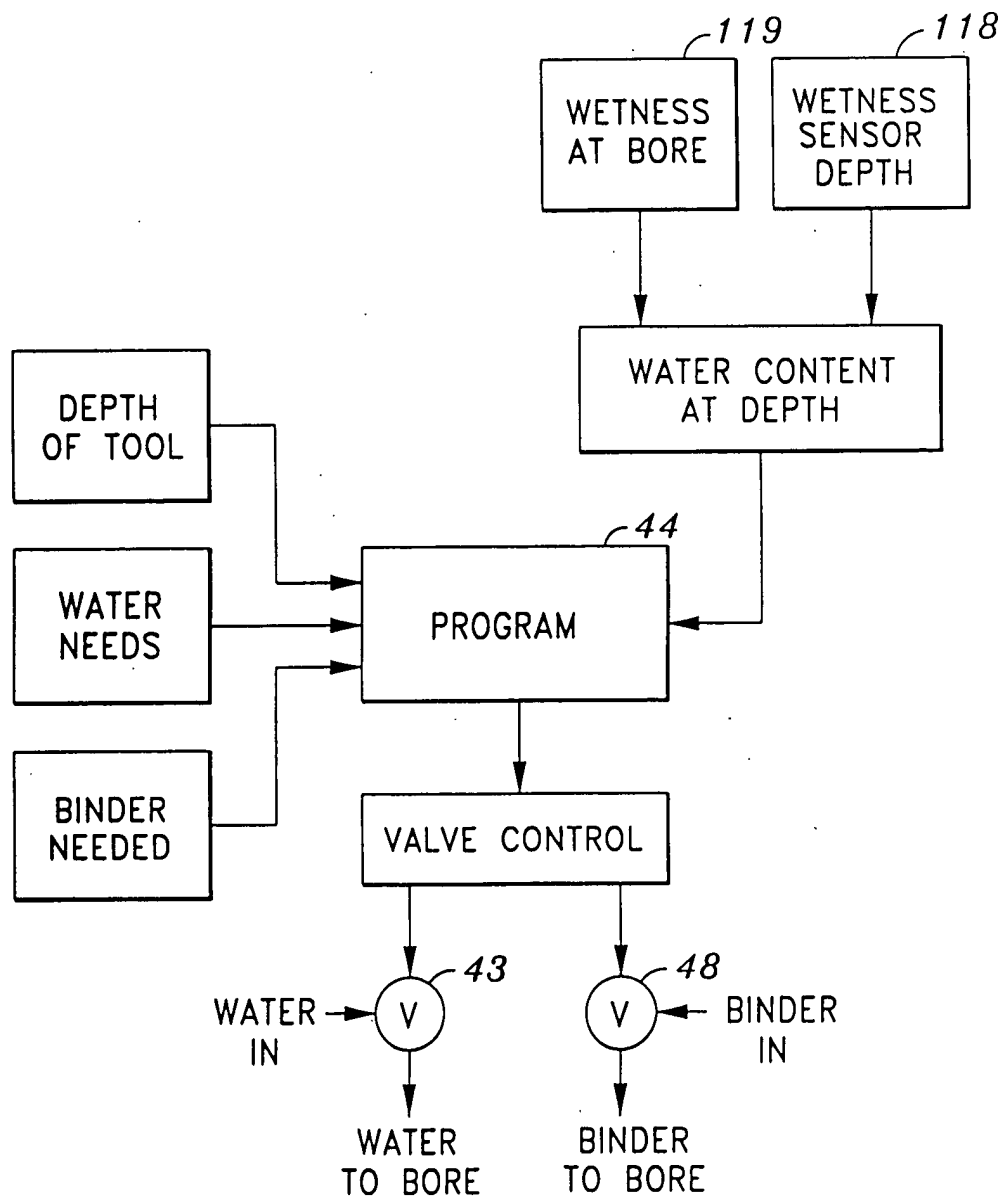 119
118
WETNESS
AT BORE
WETNESS
SENSOR
DEPTH
WATER CONTENT
AT DEPTH
DEPTH
OF TOOL
44
WATER
NEEDS
PROGRAM
BINDER
NEEDED
VALVE CONTROL
43
48
WATER
IN
V
V
BINDER
IN
WATER
TO BORE
BINDER
TO BORE